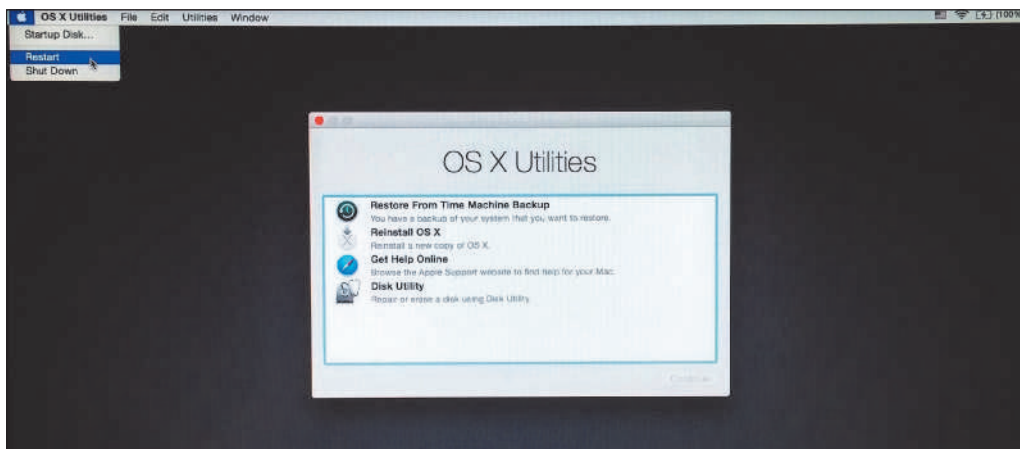 OS X Utilities File Edit Utilities Window (100%
Startup Disk...
Restart
Shut Down
OS X Utilities
Restore From Time Machine Backup
You have a backup of your system that you want to restore.
Reinstall OS X
Reinstall a new copy of OS X.
Get Help Online
Browse the Apple Support website to find help for your Mac.
Disk Utility
Repair or erase a disk using Disk Utility.
Continue